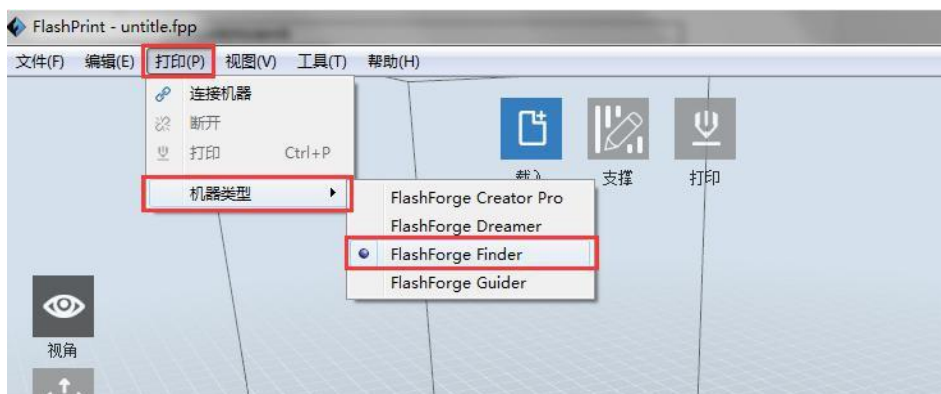 FlashPrint - untitle.fpp
文件(F) 编辑(E) 打印(P) 视图(V) 工具(T) 帮助(H)
连接机器
断开
打印 Ctrl+P
机器类型
载入 支撑 打印
FlashForge Creator Pro
FlashForge Dreamer
FlashForge Finder
FlashForge Guider
视角